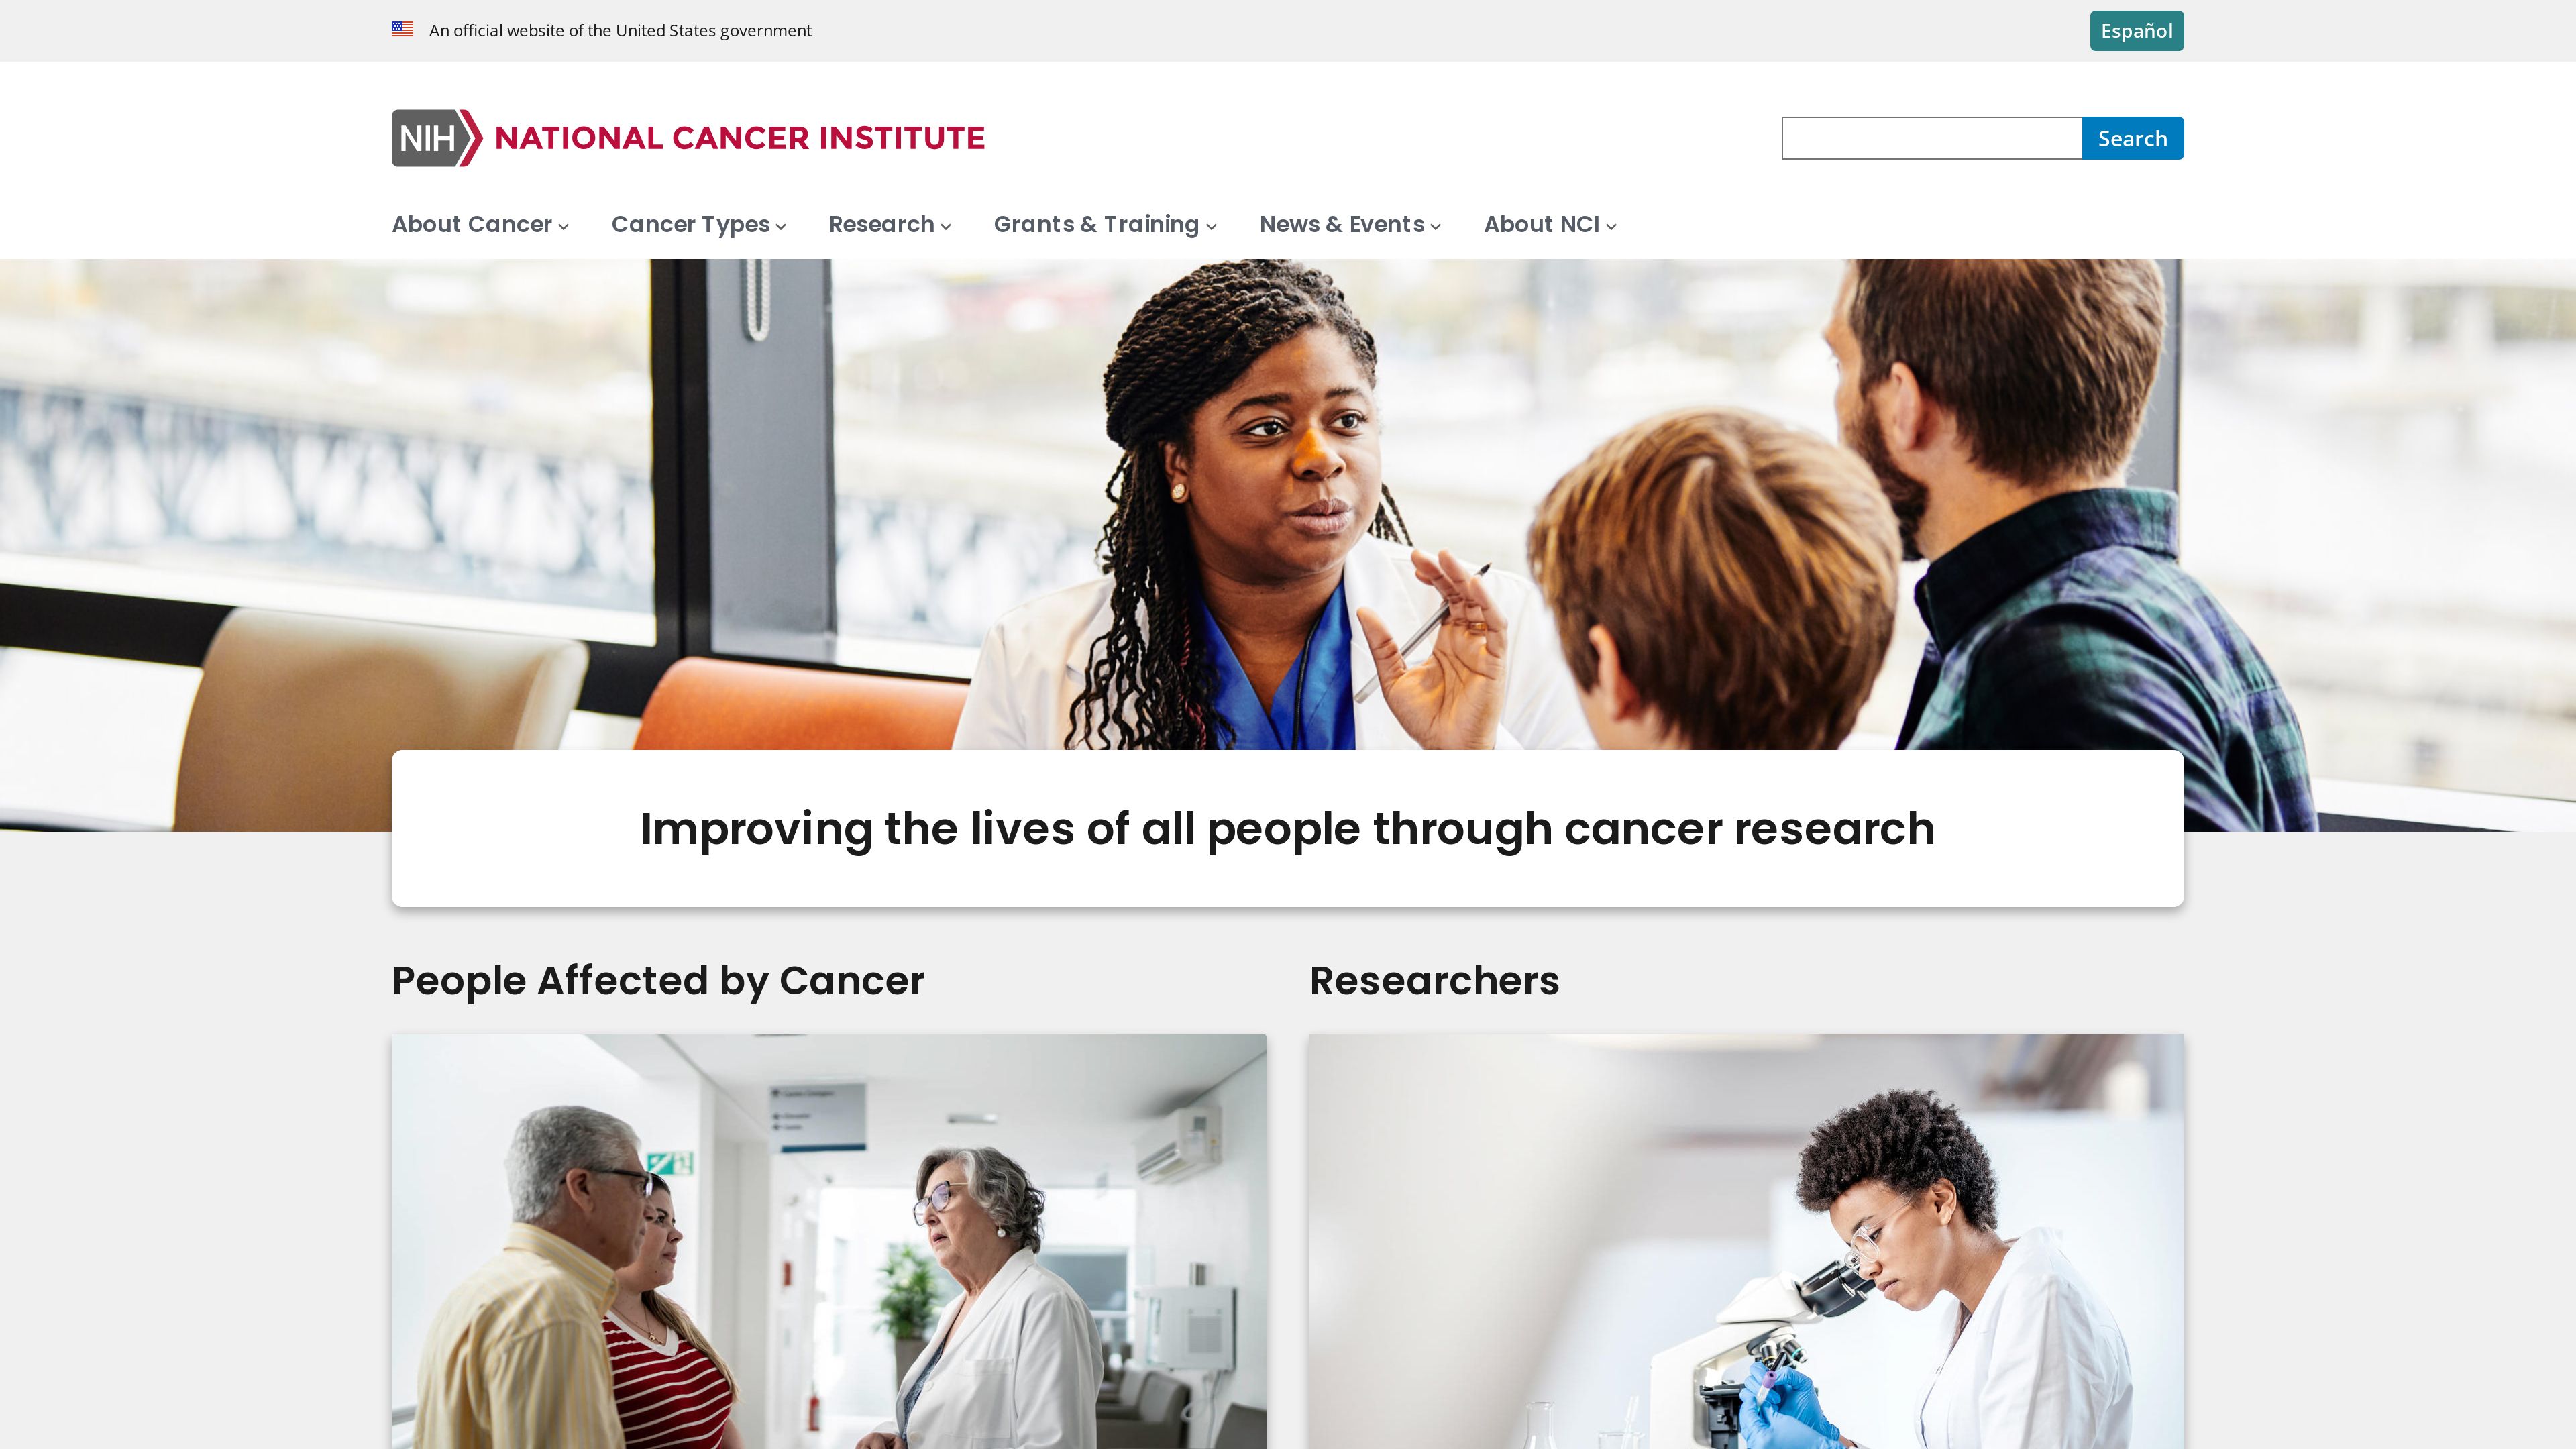 An official website of the United States government
Español
NIH NATIONAL CANCER INSTITUTE
Search
About Cancer
Cancer Types
Research
Grants & Training
News & Events
About NCI
Improving the lives of all people through cancer research
People Affected by Cancer
Researchers